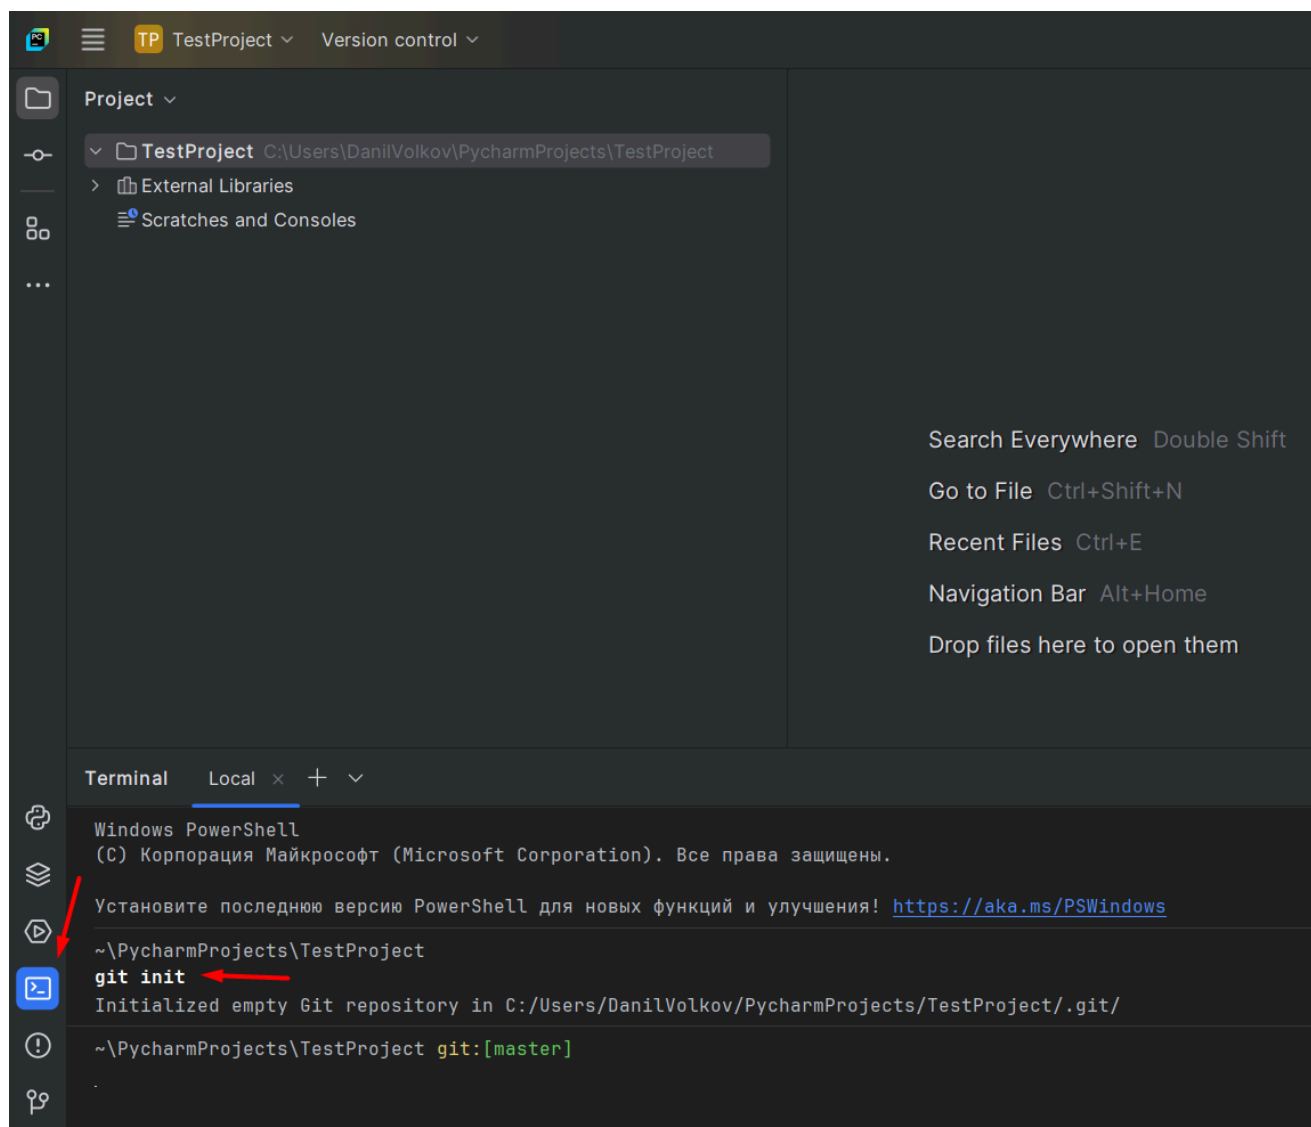 PC
TP TestProject Version control
Project
TestProject C:\Users\DanilVolkov\PycharmProjects\TestProject
External Libraries
Scratches and Consoles
Search Everywhere Double Shift
Go to File Ctrl+Shift+N
Recent Files Ctrl+E
Navigation Bar Alt+Home
Drop files here to open them
Terminal Local
Windows PowerShell
(C) Корпорация Майкрософт (Microsoft Corporation). Все права защищены.
Установите последнюю версию PowerShell для новых функций и улучшения! https://aka.ms/PSWindows
~\PycharmProjects\TestProject
git init
Initialized empty Git repository in C:/Users/DanilVolkov/PycharmProjects/TestProject/.git/
~\PycharmProjects\TestProject git:[master]